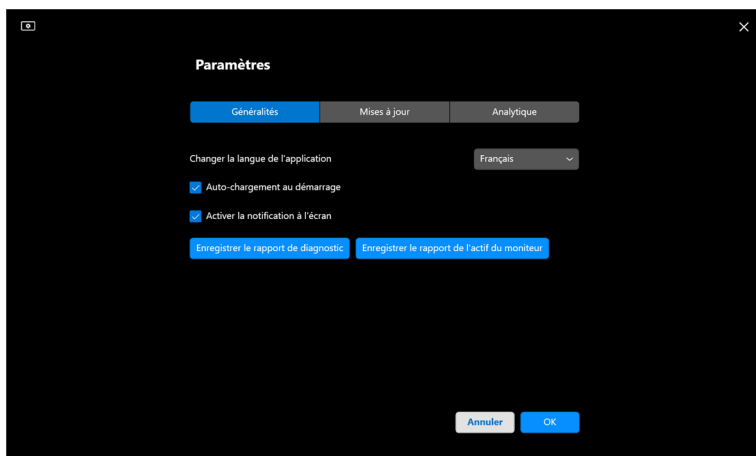 Paramètres
Généralités
Mises à jour
Analytique
Changer la langue de l'application
Français
Auto-chargement au démarrage
Activer la notification à l'écran
Enregistrer le rapport de diagnostic
Enregistrer le rapport de l'actif du moniteur
Annuler
OK